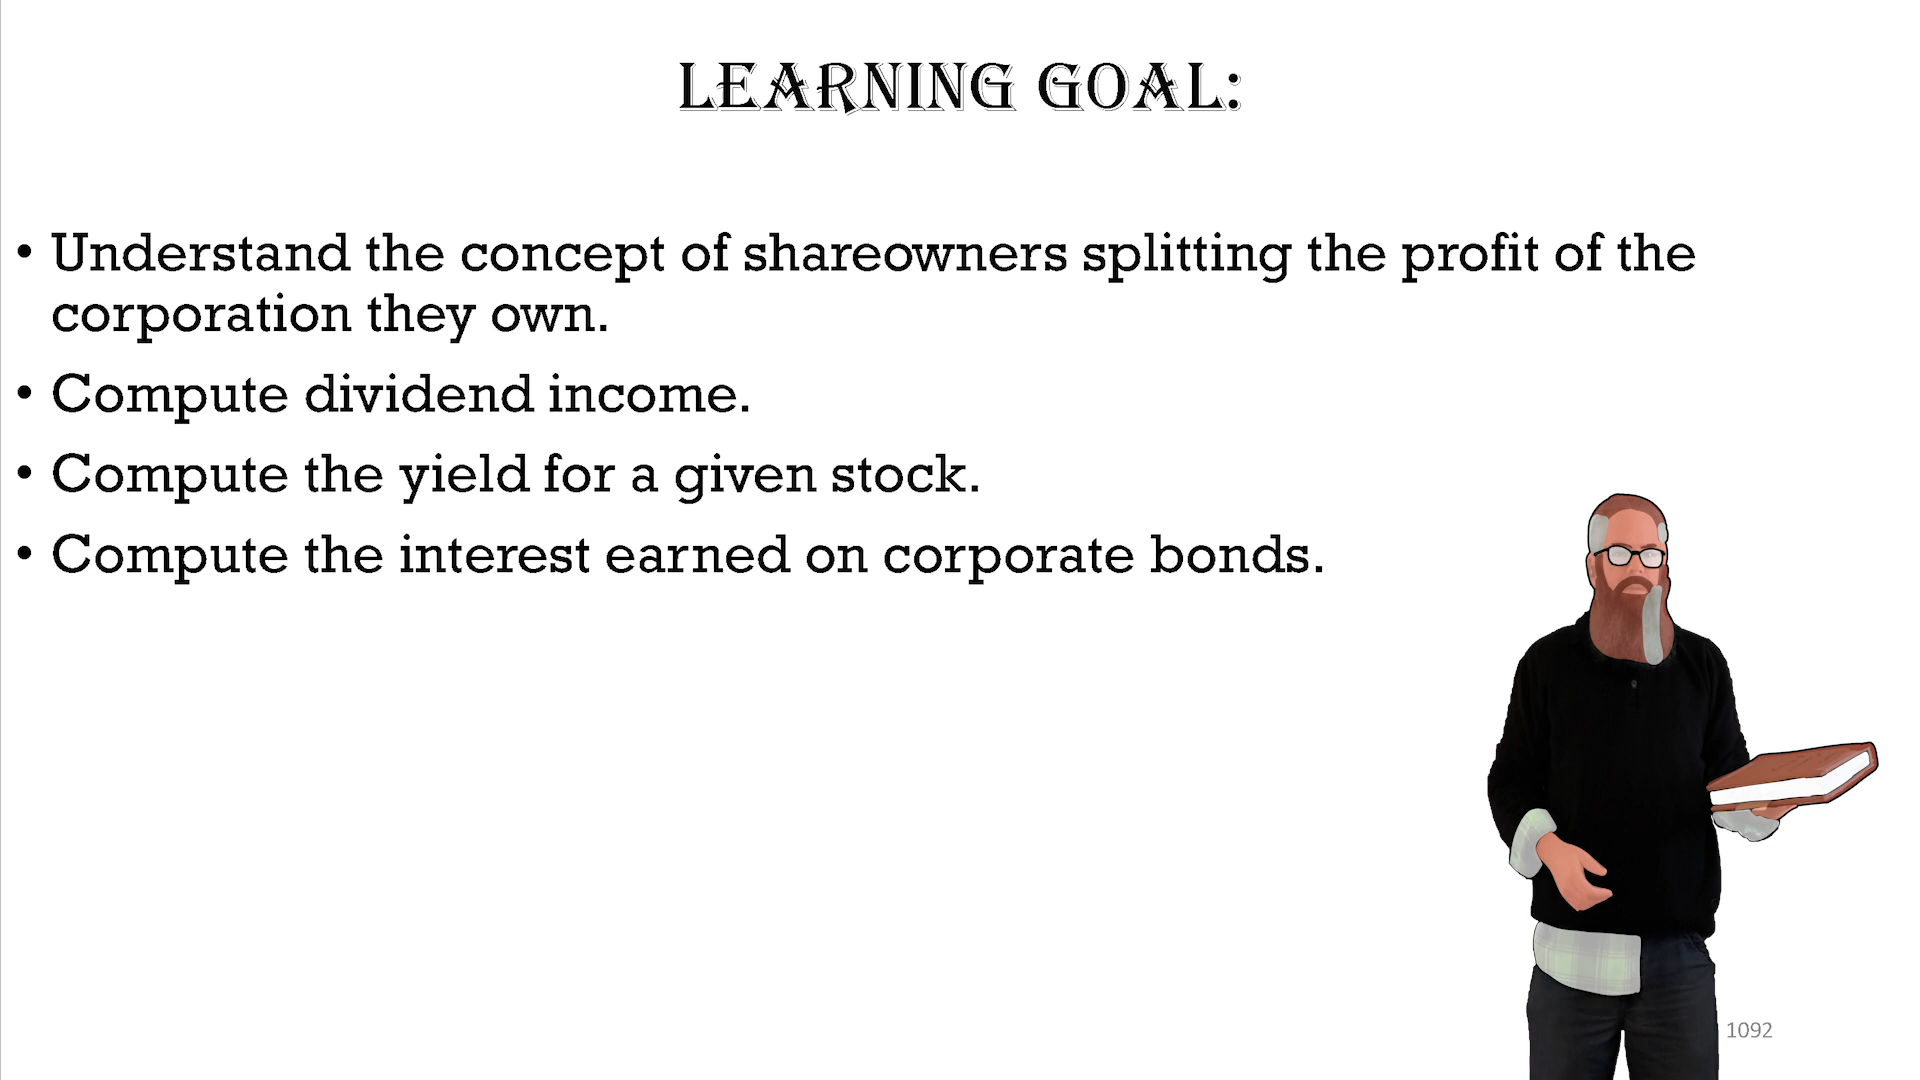 LEARNING GOAL:
• Understand the concept of shareowners splitting the profit of the
corporation they own.
• Compute dividend income.
• Compute the yield for a given stock.
• Compute the interest earned on corporate bonds.
1092